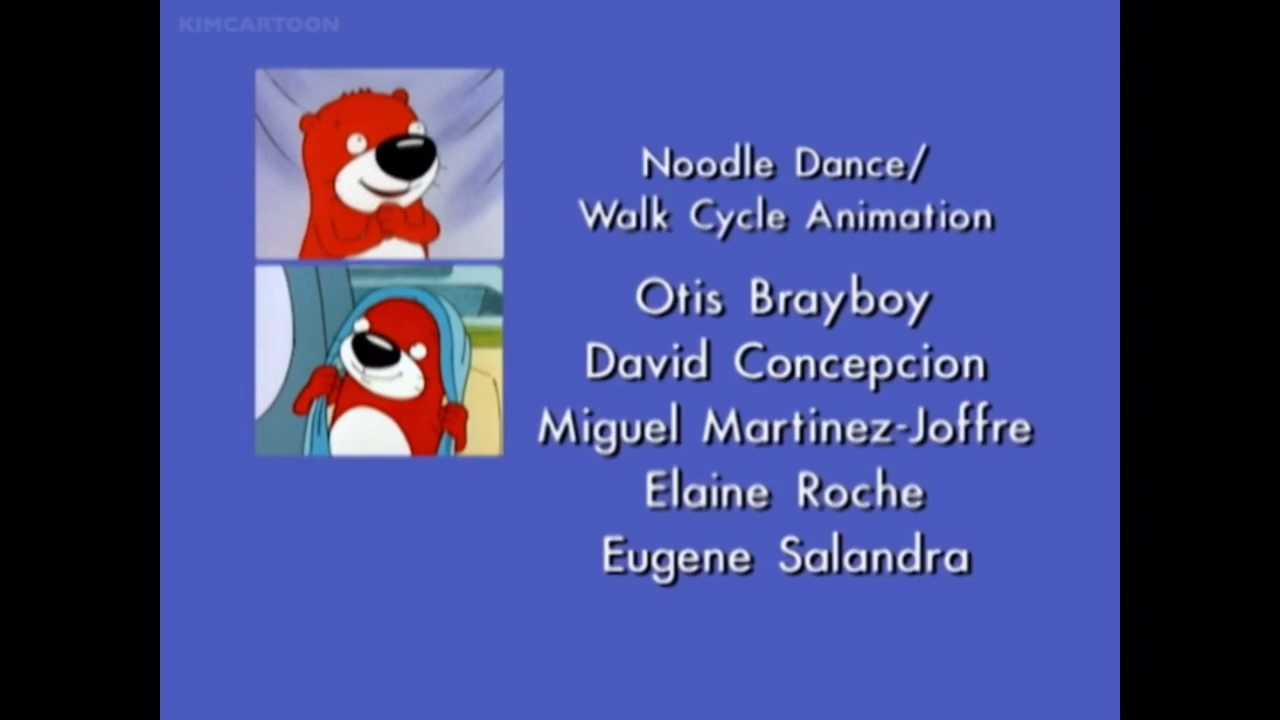 KIMCARTOON
Noodle Dance/
Walk Cycle Animation
Otis Brayboy
David Concepcion
Miguel Martinez-Joffre
Elaine Roche
Eugene Salandra